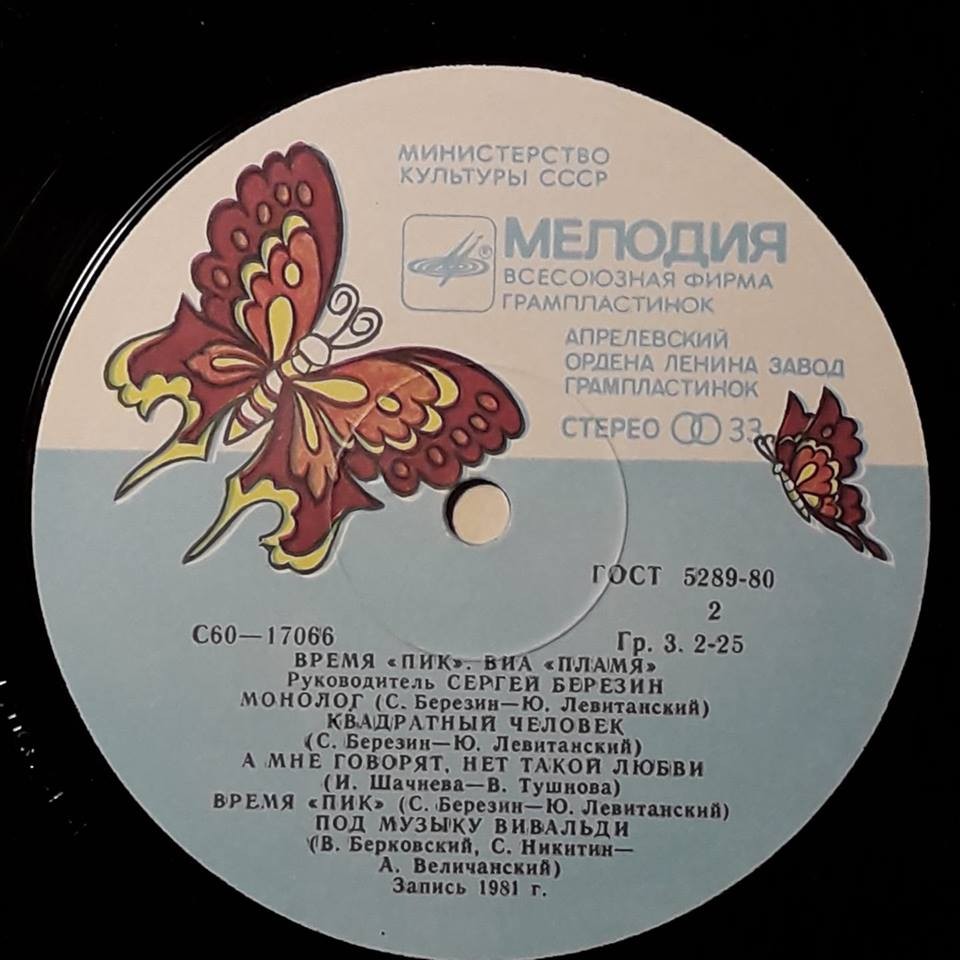 МИНИСТЕРСТВО
КУЛЬТУРЫ СССР
МЕЛОДИЯ
®
ВСЕСОЮЗНАЯ ФИРМА
ГРАМПЛАСТИНОК
АПРЕЛЕВСКИЙ
ОРДЕНА ЛЕНИНА ЗАВОД
ГРАМПЛАСТИНОК
СТЕРЕО 33
ГОСТ 5289-80
2
С60—17066
Гр. 3. 2-25
ВРЕМЯ «ПИК». ВИА «ПЛАМЯ»
Руководитель СЕРГЕЙ БЕРЕЗИН
МОНОЛОГ (С. Березин—Ю. Левитанский)
КВАДРАТНЫЙ ЧЕЛОВЕК
(С. Березин—Ю. Левитанский)
А МНЕ ГОВОРЯТ, НЕТ ТАКОЙ ЛЮБВИ
(И. Шачнева—В. Тушнова)
ВРЕМЯ «ПИК» (С. Березин—Ю. Левитанский)
ПОД МУЗЫКУ ВИВАЛЬДИ
(В. Берковский, С. Никитин—
А. Величанский)
Запись 1981 г.